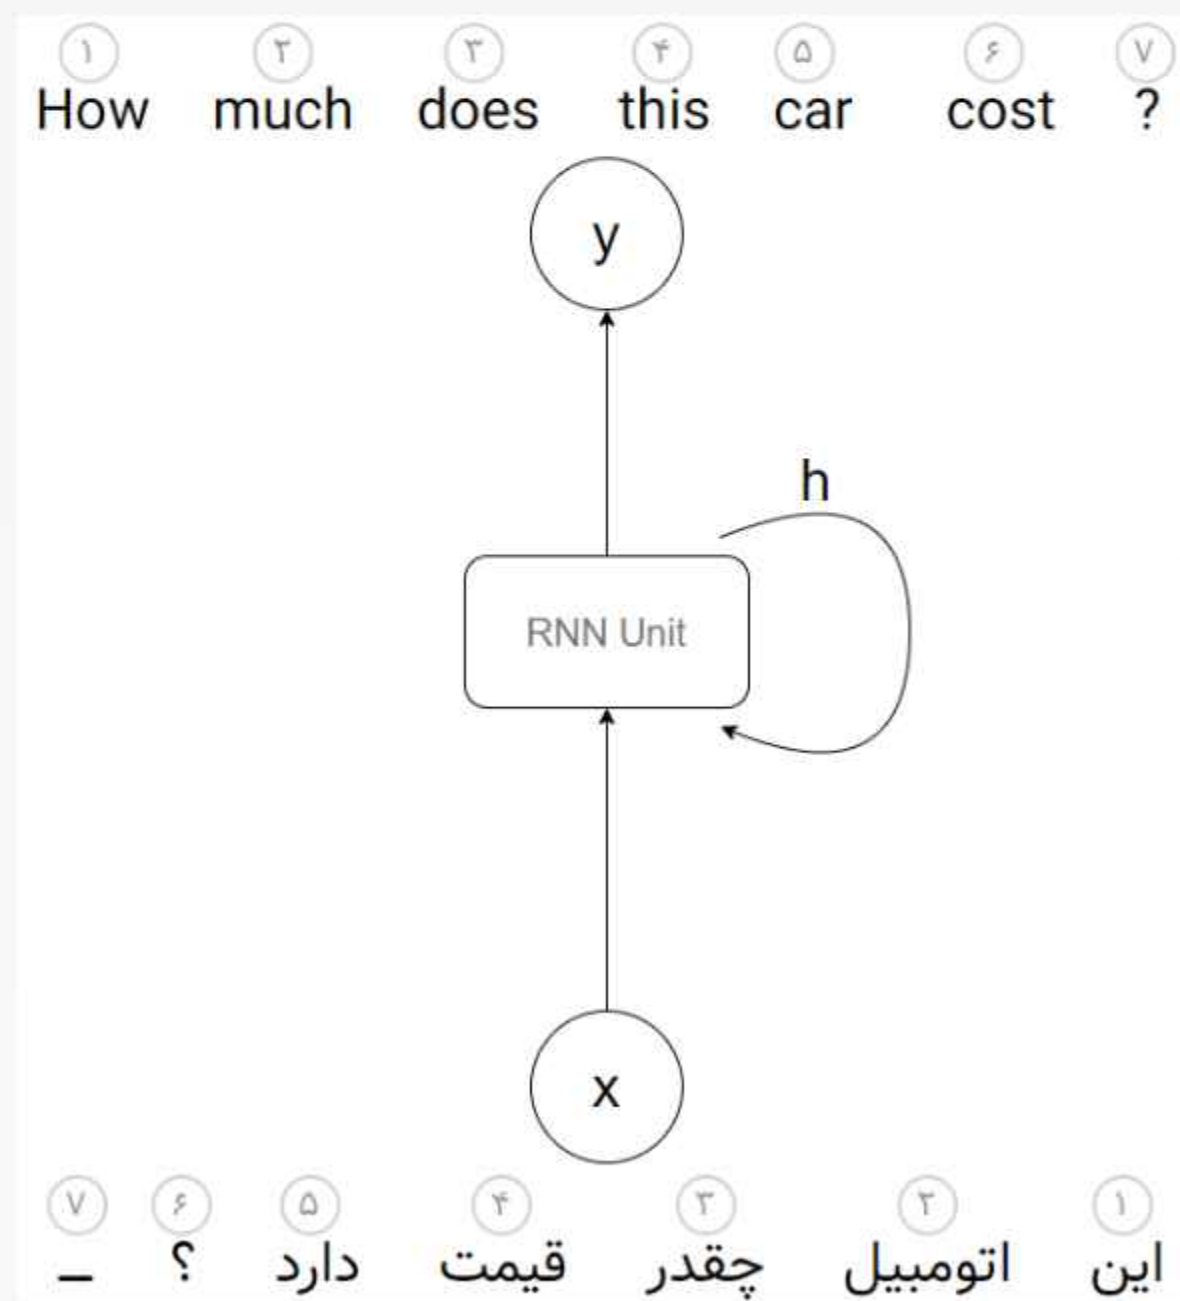 ۱ ۲ ۳ ۴ ۵ ۶ ۷
How much does this car cost ?
y
h
RNN Unit
x
۱ ۲ ۳ ۴ ۵ ۶ ۷
این اتومبیل چقدر قیمت دارد ؟ _